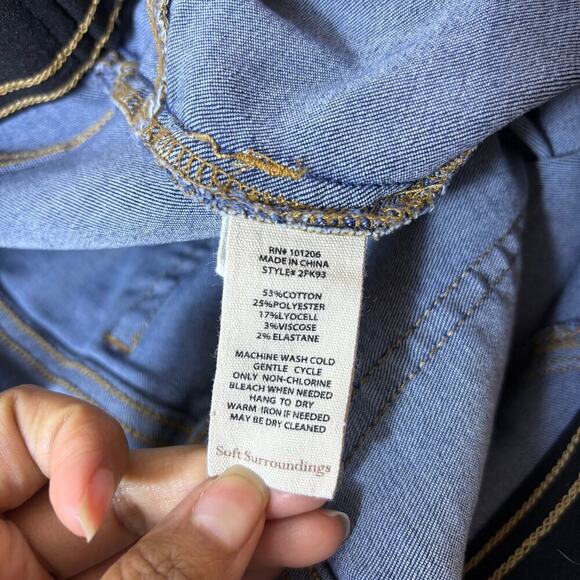 RN# 101206
MADE IN CHINA
STYLE# 2FK93
53%COTTON
25%POLYESTER
17%LYOCELL
3%VISCOSE
2% ELASTANE
MACHINE WASH COLD
GENTLE CYCLE
ONLY NON-CHLORINE
BLEACH WHEN NEEDED
HANG TO DRY
WARM IRON IF NEEDED
MAY BE DRY CLEANED
Soft Surroundings